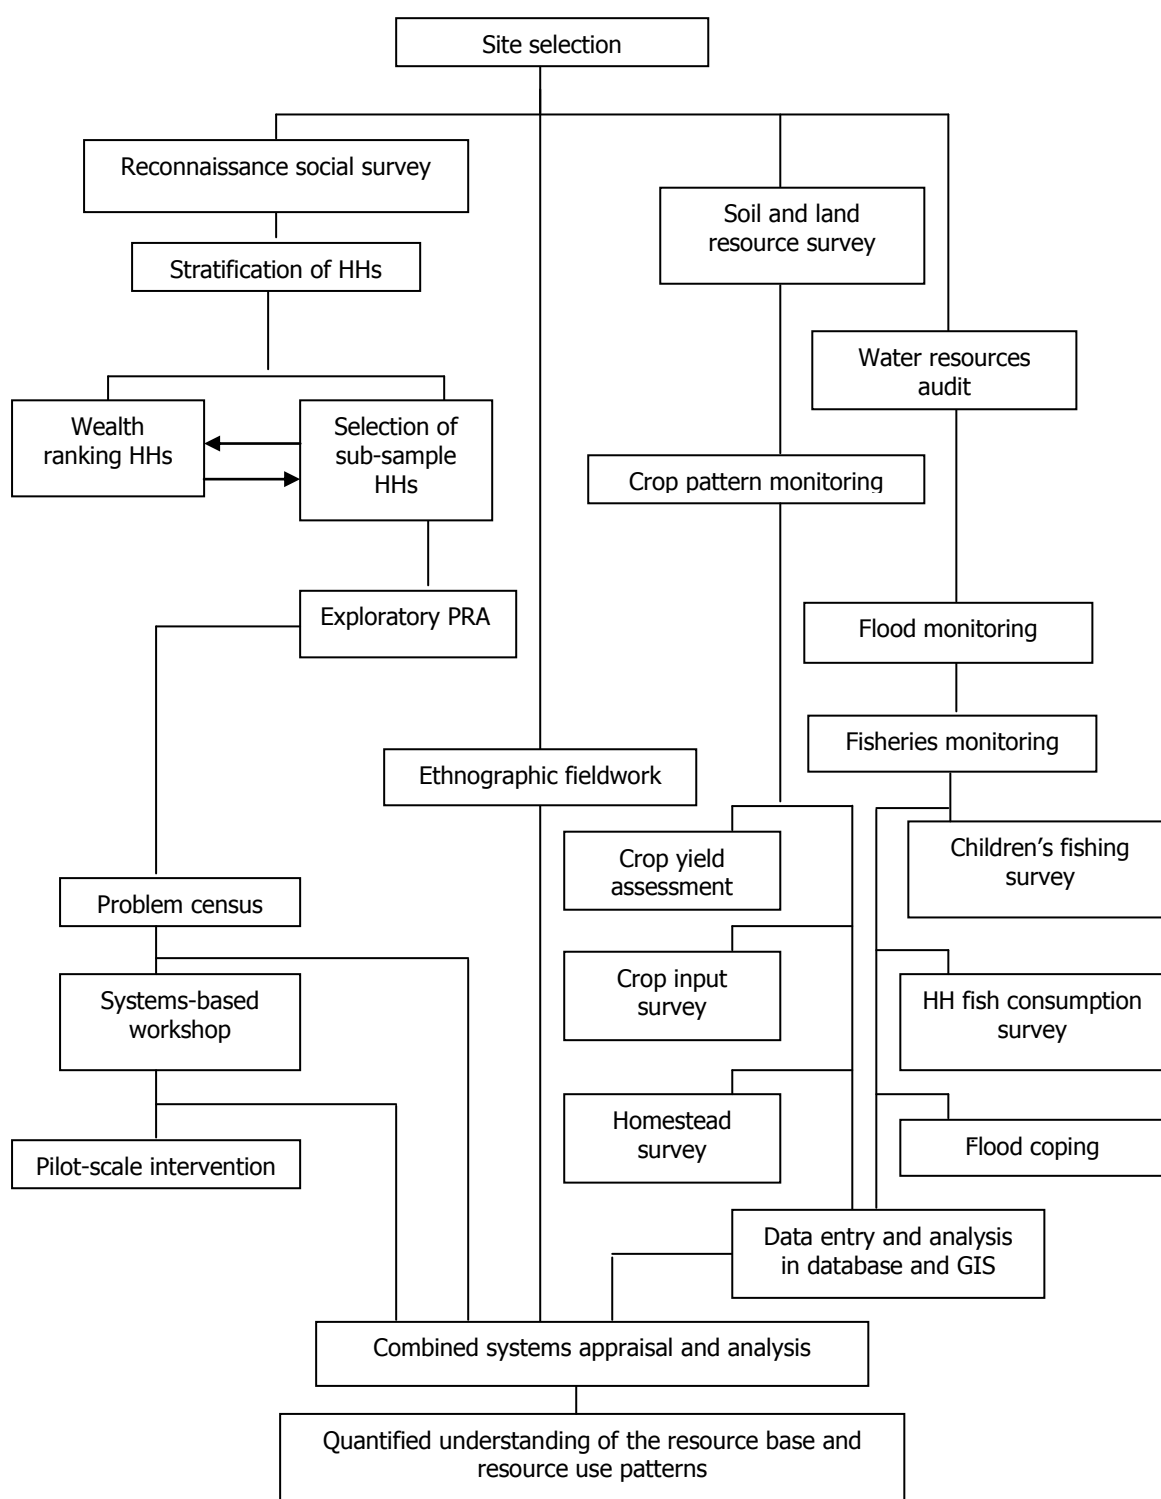 Site selection
Reconnaissance social survey
Soil and land
resource survey
Stratification of HHs
Water resources
audit
Wealth
ranking HHs
Selection of
sub-sample
HHs
Crop pattern monitoring
Exploratory PRA
Flood monitoring
Fisheries monitoring
Ethnographic fieldwork
Crop yield
assessment
Children’s fishing
survey
Problem census
Crop input
survey
Systems-based
workshop
HH fish consumption
survey
Homestead
survey
Flood coping
Pilot-scale intervention
Data entry and analysis
in database and GIS
Combined systems appraisal and analysis
Quantified understanding of the resource base and
resource use patterns